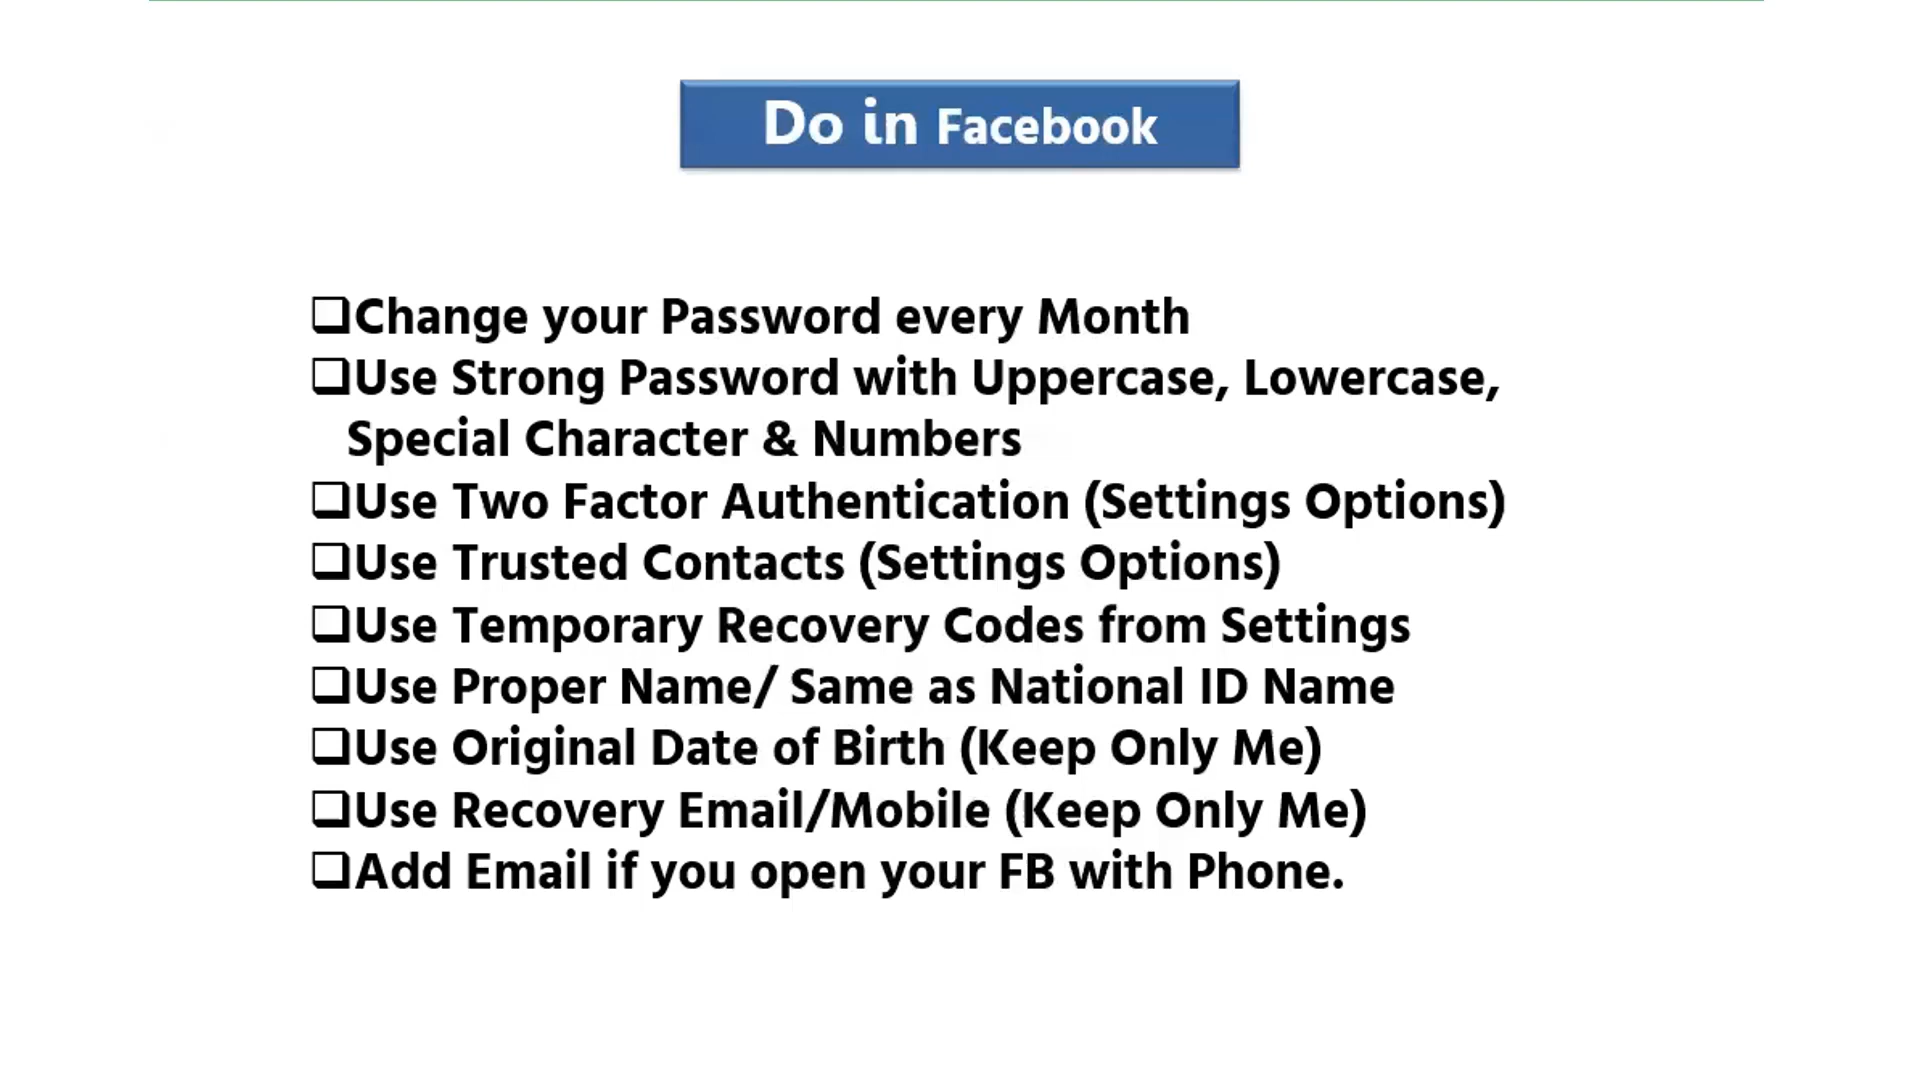 Do in Facebook
❑Change your Password every Month
❑Use Strong Password with Uppercase, Lowercase,
Special Character & Numbers
❑Use Two Factor Authentication (Settings Options)
❑Use Trusted Contacts (Settings Options)
❑Use Temporary Recovery Codes from Settings
❑Use Proper Name/ Same as National ID Name
❑Use Original Date of Birth (Keep Only Me)
❑Use Recovery Email/Mobile (Keep Only Me)
❑Add Email if you open your FB with Phone.